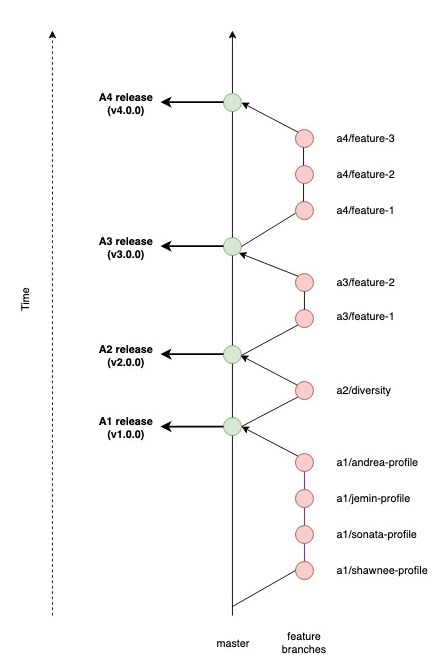 A4 release
(v4.0.0)
a4/feature-3
a4/feature-2
a4/feature-1
A3 release
(v3.0.0)
a3/feature-2
Time
a3/feature-1
A2 release
(v2.0.0)
a2/diversity
A1 release
(v1.0.0)
a1/andrea-profile
a1/jemin-profile
a1/sonata-profile
a1/shawnee-profile
master
feature
branches